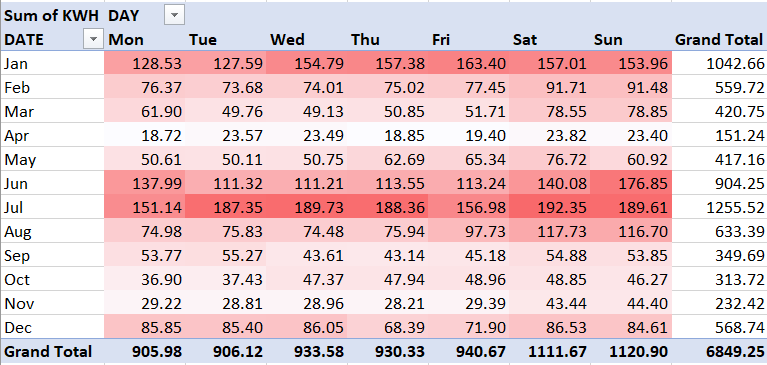 Sum of KWH DAY
DATE Mon Tue Wed Thu Fri Sat Sun Grand Total
Jan 128.53 127.59 154.79 157.38 163.40 157.01 153.96 1042.66
Feb 76.37 73.68 74.01 75.02 77.45 91.71 91.48 559.72
Mar 61.90 49.76 49.13 50.85 51.71 78.55 78.85 420.75
Apr 18.72 23.57 23.49 18.85 19.40 23.82 23.40 151.24
May 50.61 50.11 50.75 62.69 65.34 76.72 60.92 417.16
Jun 137.99 111.32 111.21 113.55 113.24 140.08 176.85 904.25
Jul 151.14 187.35 189.73 188.36 156.98 192.35 189.61 1255.52
Aug 74.98 75.83 74.48 75.94 97.73 117.73 116.70 633.39
Sep 53.77 55.27 43.61 43.14 45.18 54.88 53.85 349.69
Oct 36.90 37.43 47.37 47.94 48.96 48.85 46.27 313.72
Nov 29.22 28.81 28.96 28.21 29.39 43.44 44.40 232.42
Dec 85.85 85.40 86.05 68.39 71.90 86.53 84.61 568.74
Grand Total 905.98 906.12 933.58 930.33 940.67 1111.67 1120.90 6849.25